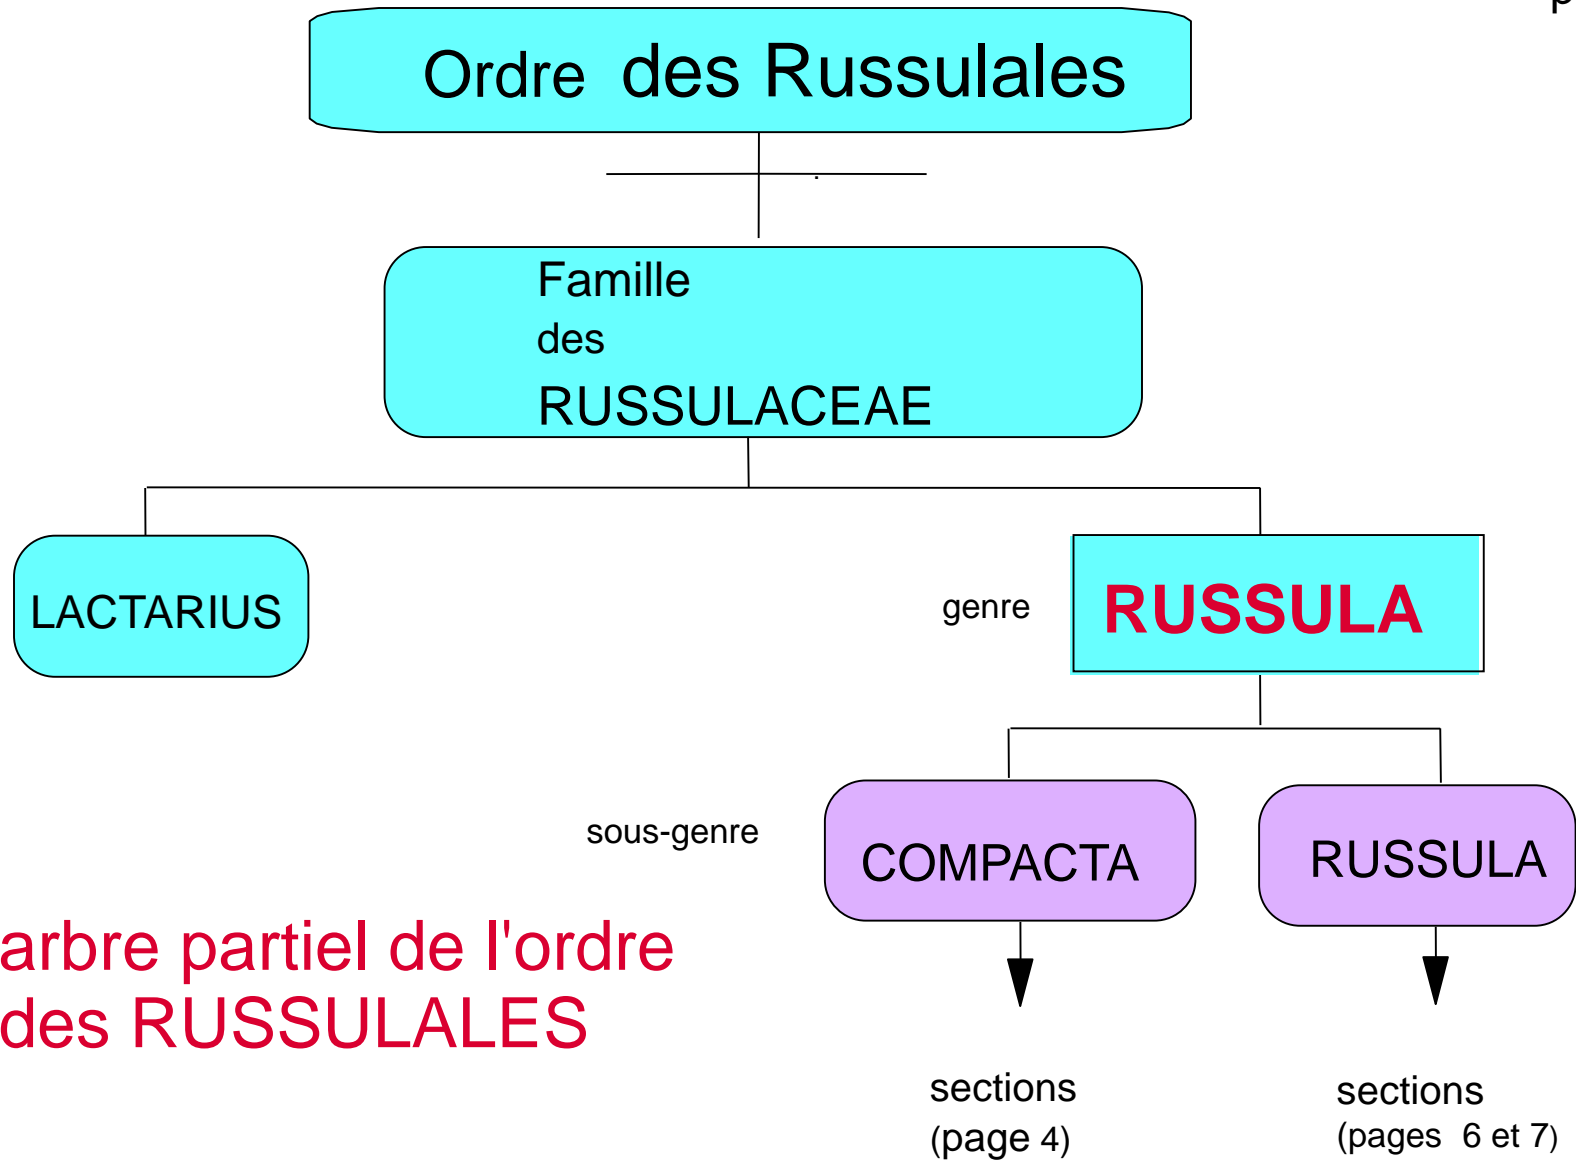 Ordre des Russulales
Famille
des
RUSSULACEAE
LACTARIUS
genre
RUSSULA
sous-genre
COMPACTA
RUSSULA
arbre partiel de l'ordre
des RUSSULALES
sections
(page 4)
sections
(pages 6 et 7)